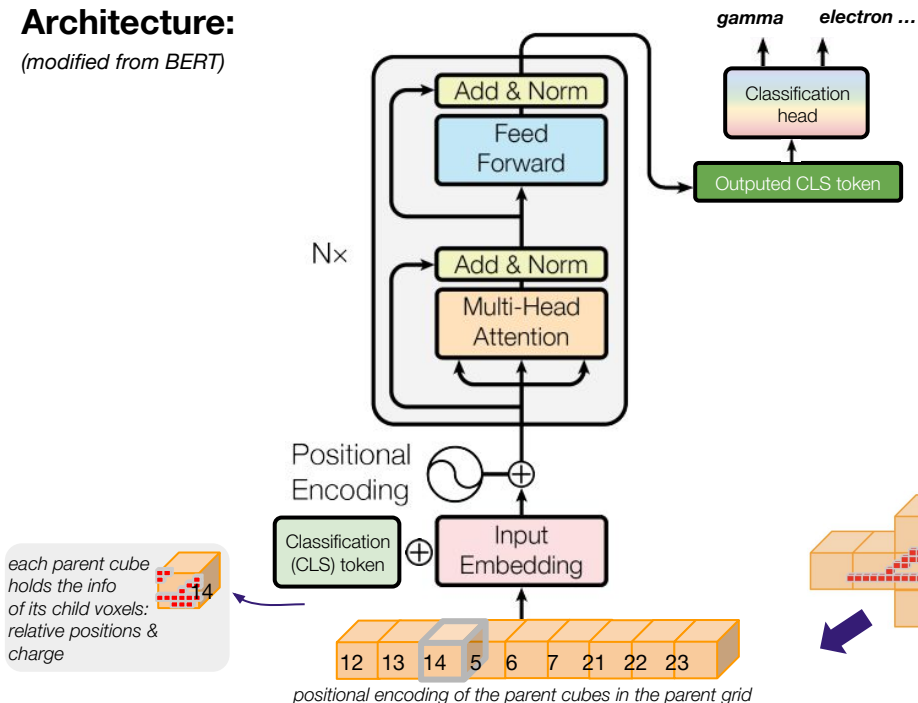 Architecture:
(modified from BERT)
gamma electron ...
Classification
head
Outputed CLS token
Add & Norm
Feed
Forward
N×
Add & Norm
Multi-Head
Attention
Positional
Encoding
Classification
(CLS) token
Input
Embedding
each parent cube
holds the info
of its child voxels:
relative positions &
charge
14
12 13 14 5 6 7 21 22 23
positional encoding of the parent cubes in the parent grid